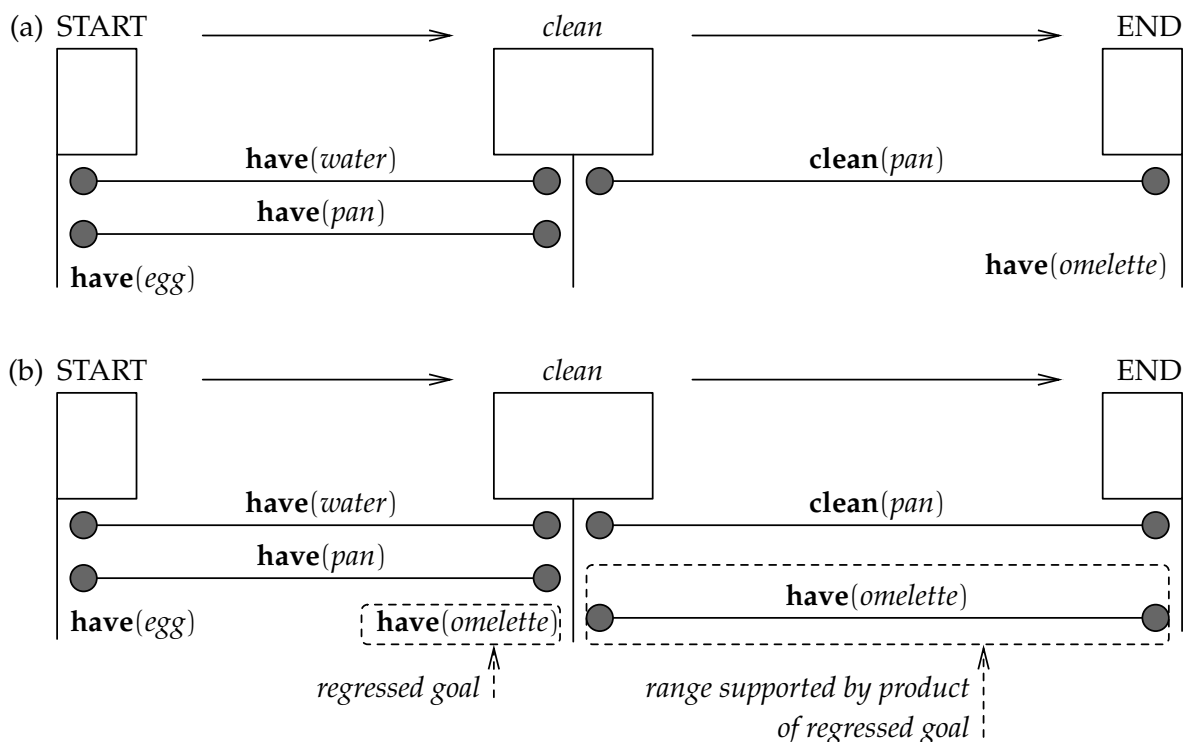 (a) START clean END
have(water) clean(pan)
have(pan)
have(egg) have(omelette)
(b) START clean END
have(water) clean(pan)
have(pan)
have(omelette)
have(egg) have(omelette)
regressed goal range supported by product
of regressed goal